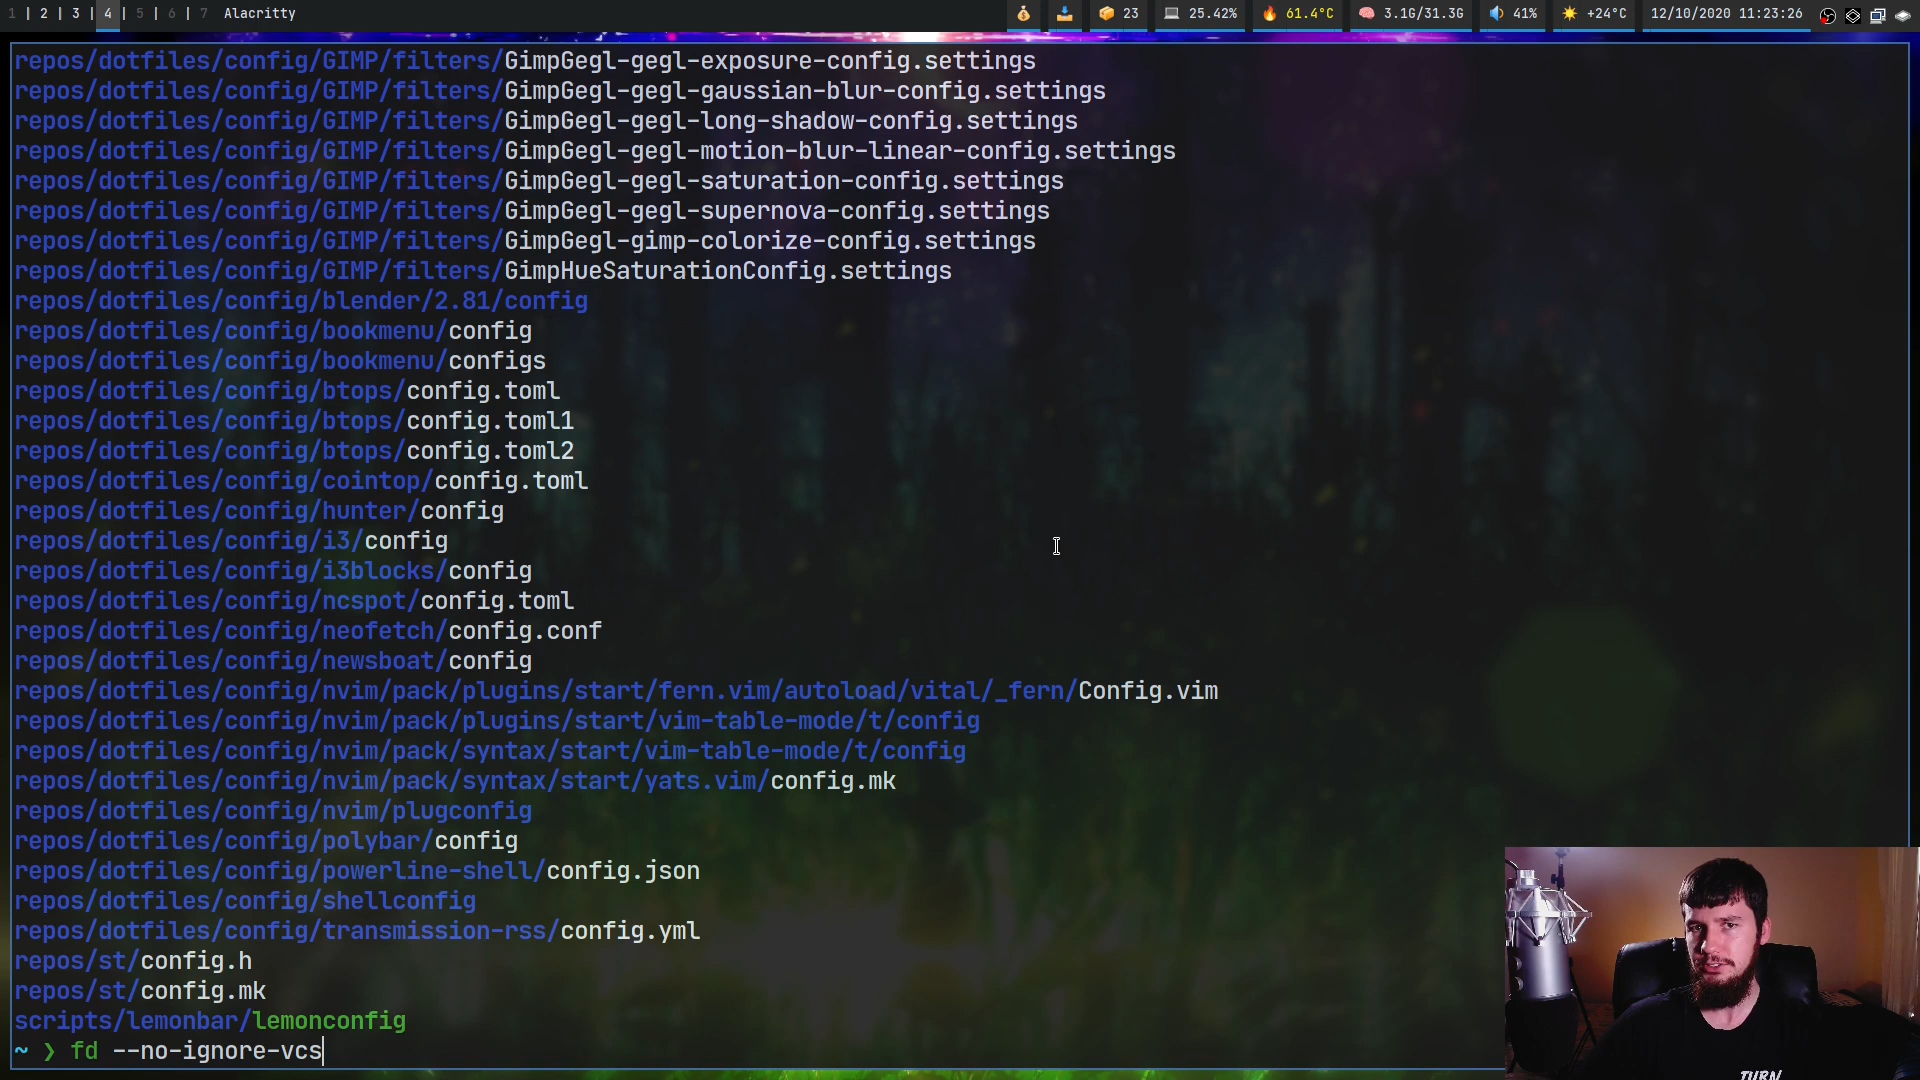 1 | 2 | 3 | 4 | 5 | 6 | 7 Alacritty 23 25.42% 61.4°C 3.1G/31.3G 41% +24°C 12/10/2020 11:23:26
repos/dotfiles/config/GIMP/filters/GimpGegl-gegl-exposure-config.settings
repos/dotfiles/config/GIMP/filters/GimpGegl-gegl-gaussian-blur-config.settings
repos/dotfiles/config/GIMP/filters/GimpGegl-gegl-long-shadow-config.settings
repos/dotfiles/config/GIMP/filters/GimpGegl-gegl-motion-blur-linear-config.settings
repos/dotfiles/config/GIMP/filters/GimpGegl-gegl-saturation-config.settings
repos/dotfiles/config/GIMP/filters/GimpGegl-gegl-supernova-config.settings
repos/dotfiles/config/GIMP/filters/GimpGegl-gimp-colorize-config.settings
repos/dotfiles/config/GIMP/filters/GimpHueSaturationConfig.settings
repos/dotfiles/config/blender/2.81/config
repos/dotfiles/config/bookmenu/config
repos/dotfiles/config/bookmenu/configs
repos/dotfiles/config/btops/config.toml
repos/dotfiles/config/btops/config.toml1
repos/dotfiles/config/btops/config.toml2
repos/dotfiles/config/cointop/config.toml
repos/dotfiles/config/hunter/config
repos/dotfiles/config/i3/config
repos/dotfiles/config/i3blocks/config
repos/dotfiles/config/ncspot/config.toml
repos/dotfiles/config/neofetch/config.conf
repos/dotfiles/config/newsboat/config
repos/dotfiles/config/nvim/pack/plugins/start/fern.vim/autoload/vital/_fern/Config.vim
repos/dotfiles/config/nvim/pack/plugins/start/vim-table-mode/t/config
repos/dotfiles/config/nvim/pack/syntax/start/vim-table-mode/t/config
repos/dotfiles/config/nvim/pack/syntax/start/yats.vim/config.mk
repos/dotfiles/config/nvim/plugconfig
repos/dotfiles/config/polybar/config
repos/dotfiles/config/powerline-shell/config.json
repos/dotfiles/config/shellconfig
repos/dotfiles/config/transmission-rss/config.yml
repos/st/config.h
repos/st/config.mk
scripts/lemonbar/lemonconfig
~ ❯ fd --no-ignore-vcs
TURN